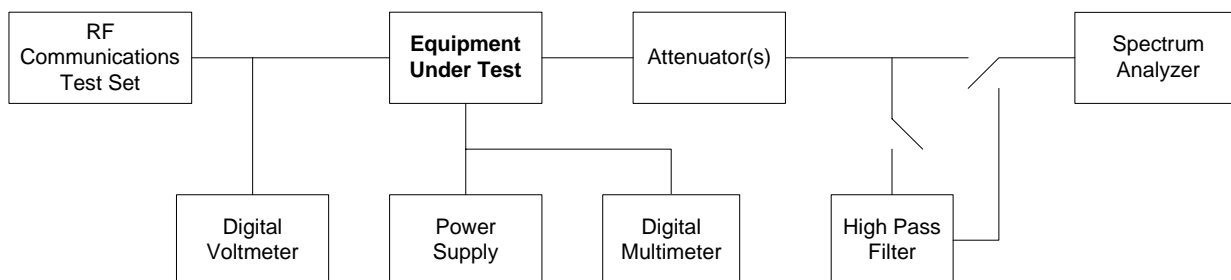 RF
Communications
Test Set
Equipment
Under Test
Attenuator(s)
Spectrum
Analyzer
Digital
Voltmeter
Power
Supply
Digital
Multimeter
High Pass
Filter